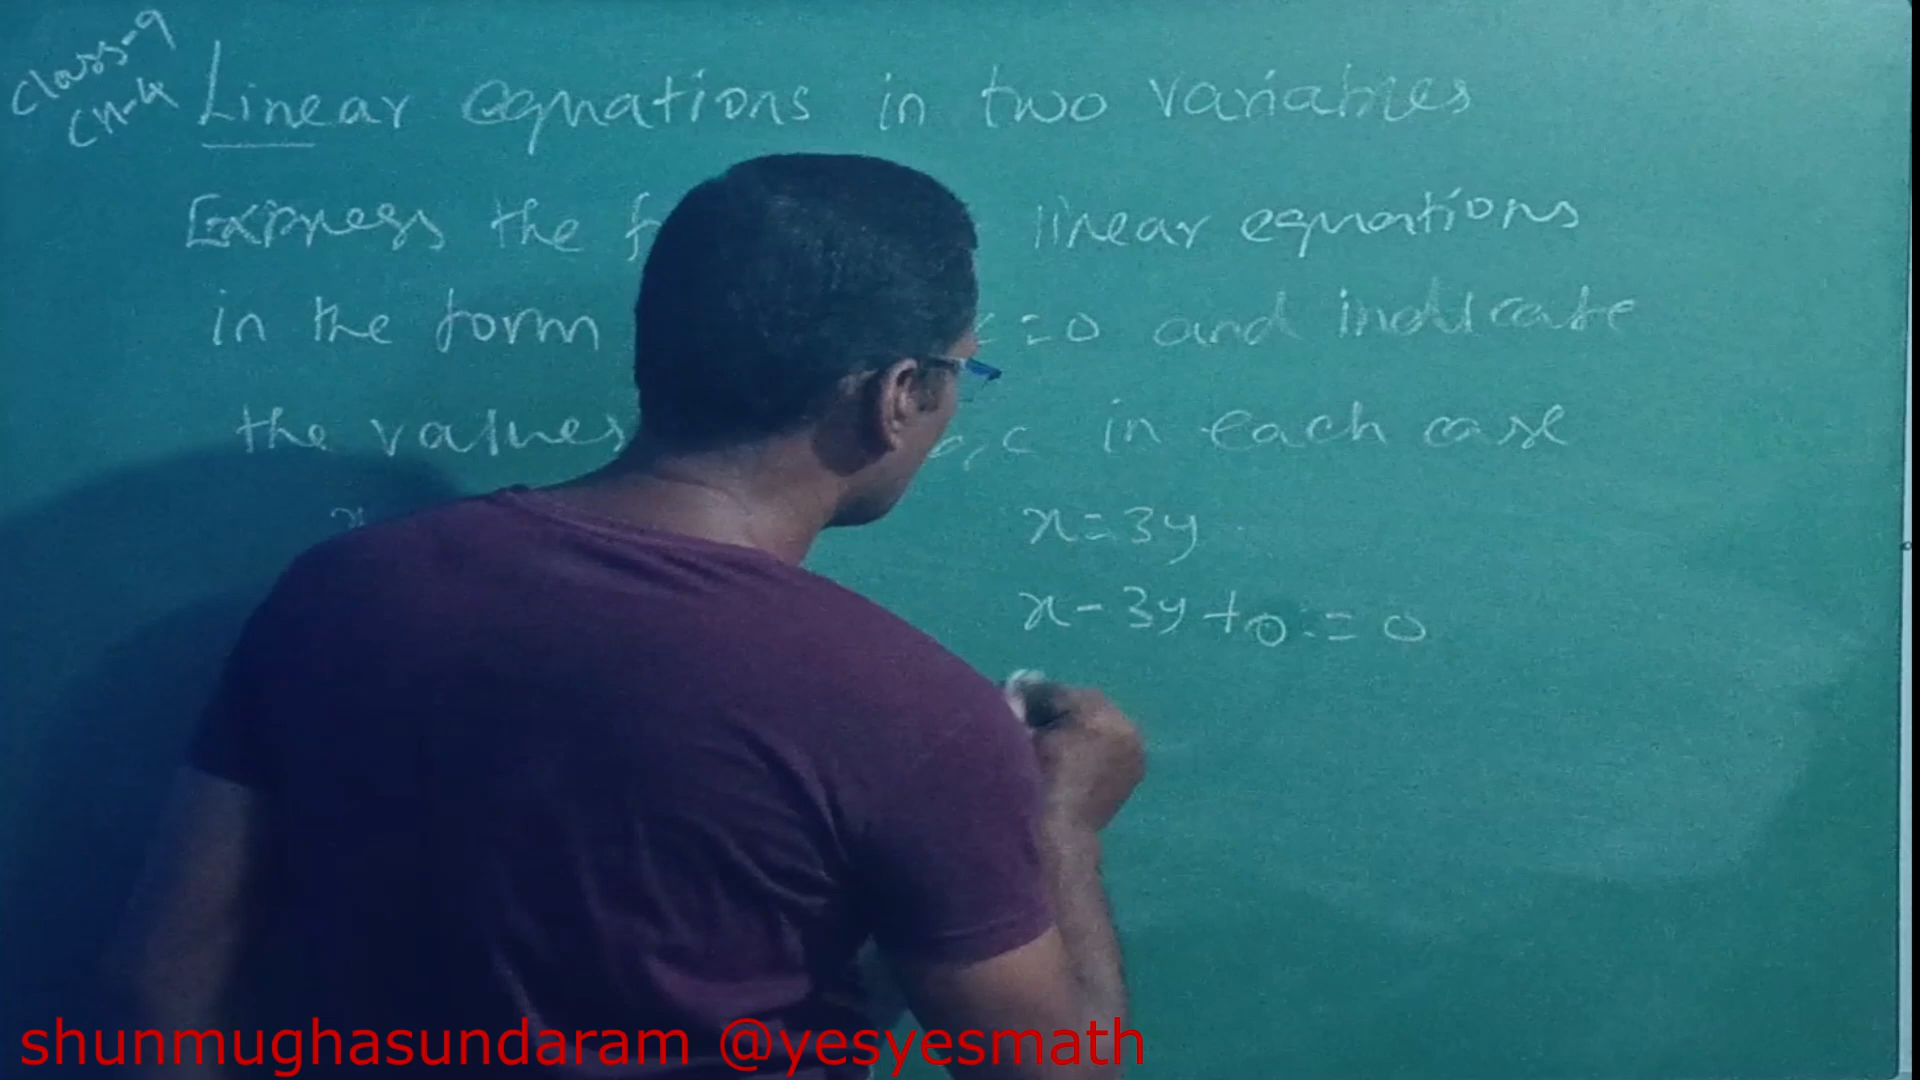 Class-9
CH-4
Linear equations in two variables
Express the linear equations
in the form =0 and indicate
the values , c in each case
x
x=3y
x-3y+0.=0
shunmughasundaram @yesyesmath